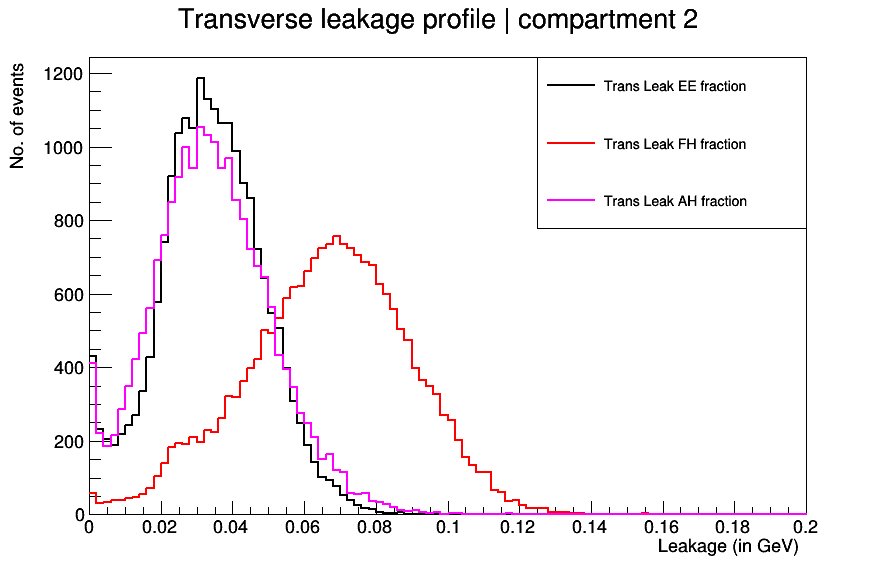 Transverse leakage profile | compartment 2
No. of events
1200
1000
800
600
400
200
0
Trans Leak EE fraction
Trans Leak FH fraction
Trans Leak AH fraction
0 0.02 0.04 0.06 0.08 0.1 0.12 0.14 0.16 0.18 0.2
Leakage (in GeV)